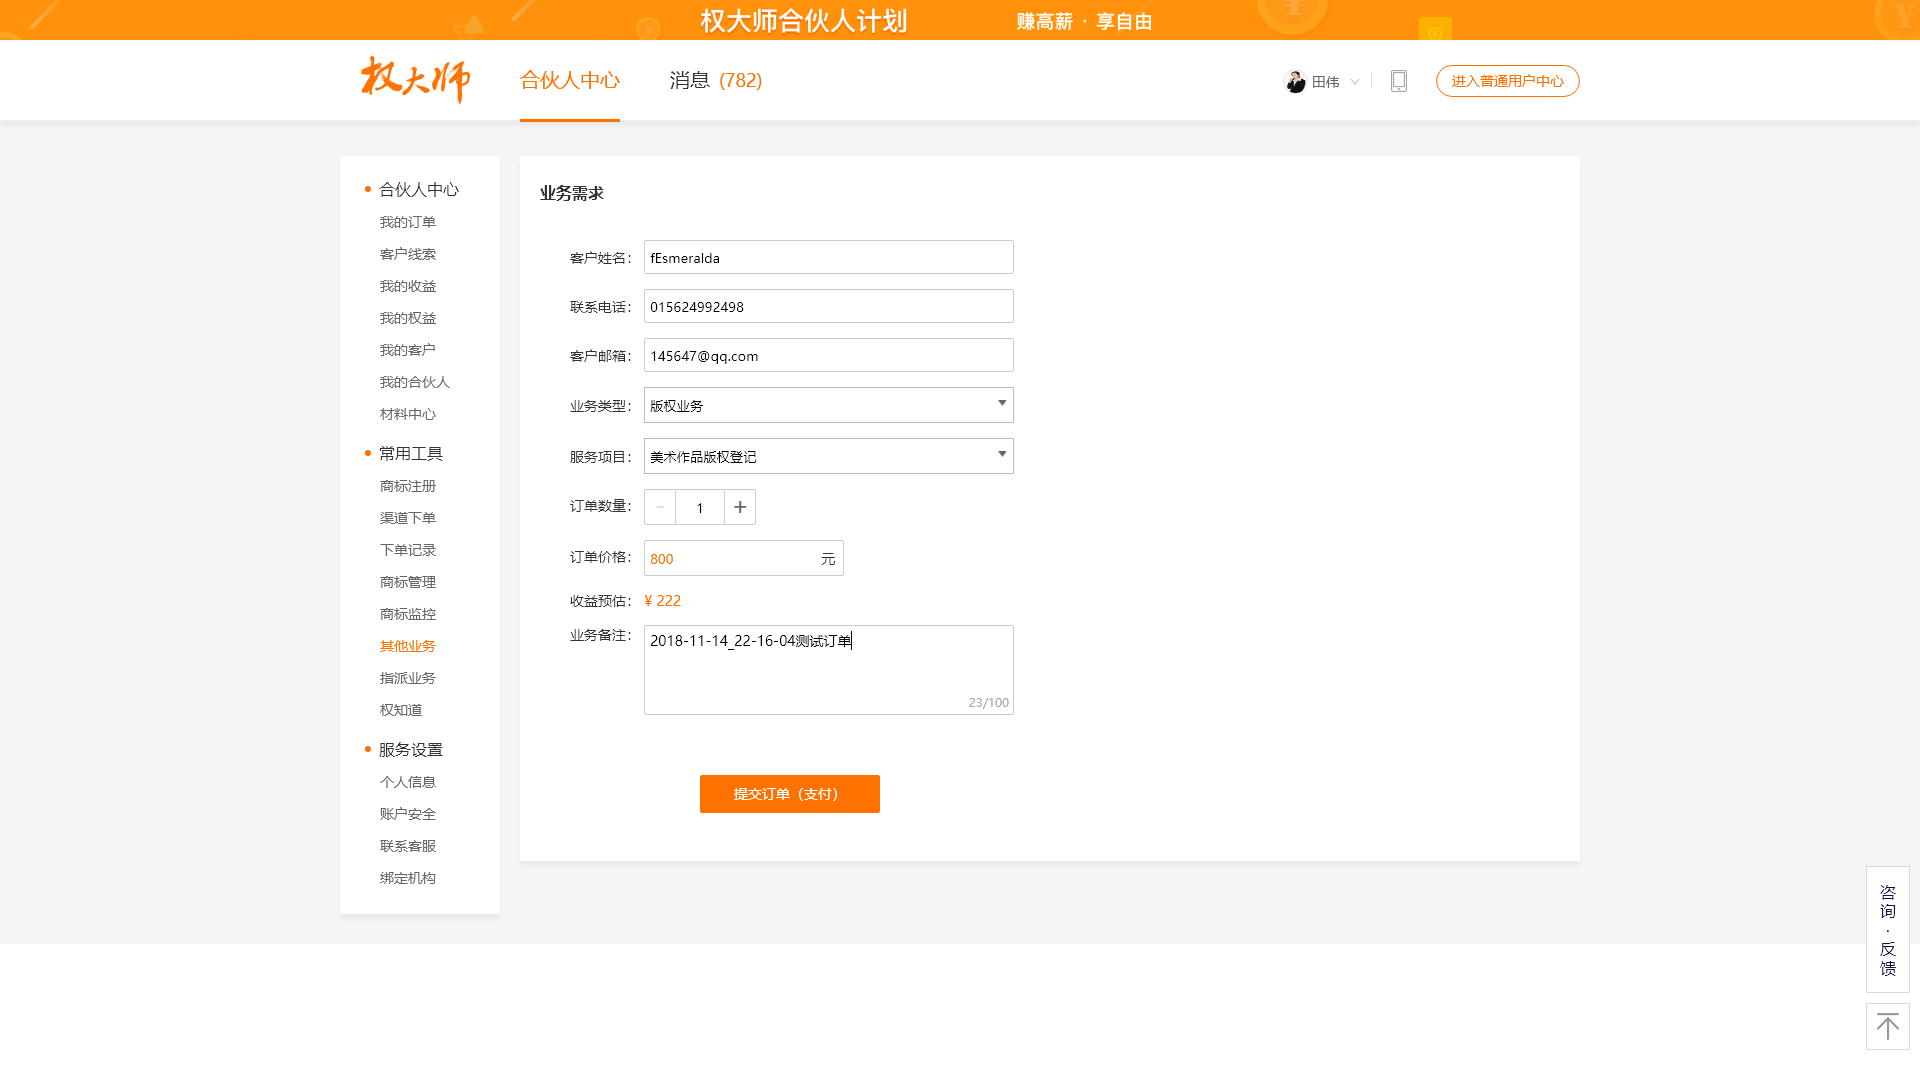 权大师合伙人计划
赚高薪 · 享自由
权大师
合伙人中心
消息 (782)
田伟
进入普通用户中心
合伙人中心
我的订单
客户线索
我的收益
我的权益
我的客户
我的合伙人
材料中心
常用工具
商标注册
渠道下单
下单记录
商标管理
商标监控
其他业务
指派业务
权知道
服务设置
个人信息
账户安全
联系客服
绑定机构
业务需求
客户姓名： fEsmeralda
联系电话： 015624992498
客户邮箱： 145647@qq.com
业务类型： 版权业务
服务项目： 美术作品版权登记
订单数量： － 1 +
订单价格： 800 元
收益预估： ¥ 222
业务备注： 2018-11-14_22-16-04测试订单
23/100
提交订单（支付）
咨询·反馈